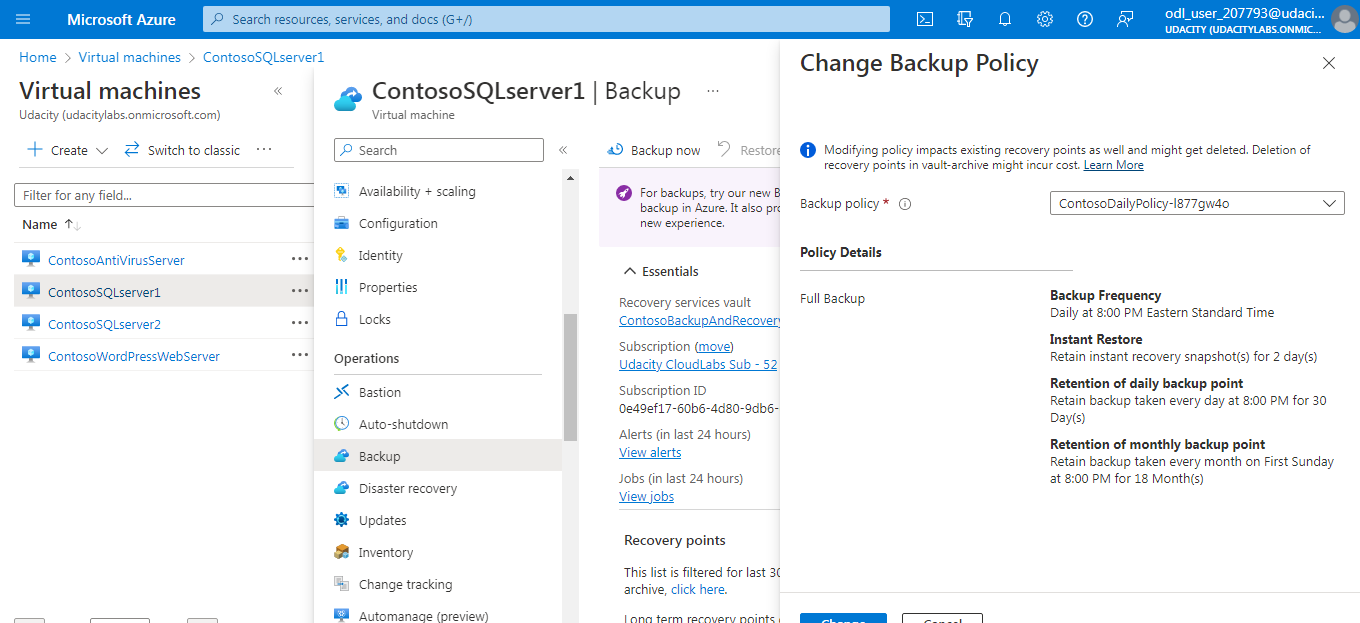 Microsoft Azure
Search resources, services, and docs (G+/)
odl_user_207793@udaci...
UDACITY (UDACITYLABS.ONMIC...
Home > Virtual machines > ContosoSQLserver1
Virtual machines
Udacity (udacitylabs.onmicrosoft.com)
Create
Switch to classic
Filter for any field...
Name
ContosoAntiVirusServer
ContosoSQLserver1
ContosoSQLserver2
ContosoWordPressWebServer
ContosoSQLserver1 | Backup
Virtual machine
Search
Availability + scaling
Configuration
Identity
Properties
Locks
Operations
Bastion
Auto-shutdown
Backup
Disaster recovery
Updates
Inventory
Change tracking
Automanage (preview)
Backup now
Restore
For backups, try our new B
backup in Azure. It also pro
new experience.
Essentials
Recovery services vault
ContosoBackupAndRecovery
Subscription (move)
Udacity CloudLabs Sub - 52
Subscription ID
0e49ef17-60b6-4d80-9db6-
Alerts (in last 24 hours)
View alerts
Jobs (in last 24 hours)
View jobs
Recovery points
This list is filtered for last 30
archive, click here.
Long term recovery points
Change Backup Policy
Modifying policy impacts existing recovery points as well and might get deleted. Deletion of
recovery points in vault-archive might incur cost. Learn More
Backup policy *
ContosoDailyPolicy-l877gw4o
Policy Details
Full Backup
Backup Frequency
Daily at 8:00 PM Eastern Standard Time
Instant Restore
Retain instant recovery snapshot(s) for 2 day(s)
Retention of daily backup point
Retain backup taken every day at 8:00 PM for 30
Day(s)
Retention of monthly backup point
Retain backup taken every month on First Sunday
at 8:00 PM for 18 Month(s)
Change
Cancel